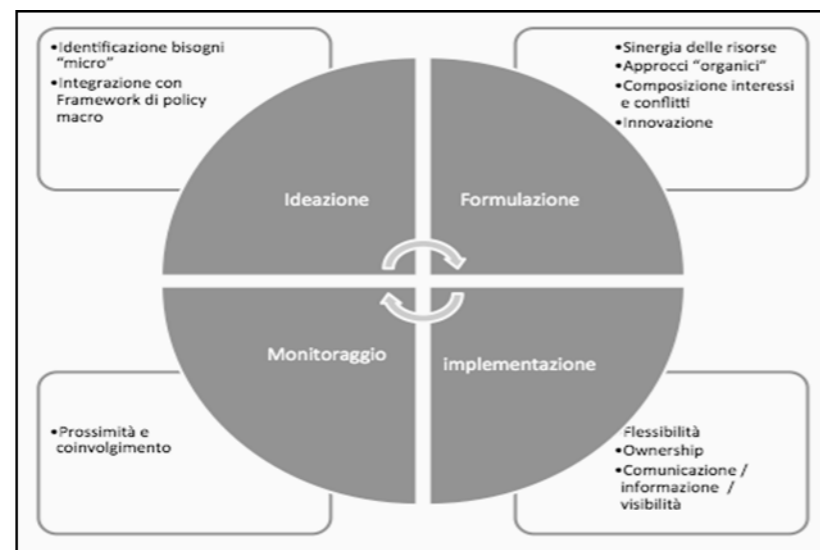 •Identificazione bisogni
“micro”
•Integrazione con
Framework di policy
macro
•Sinergia delle risorse
•Approcci “organici”
•Composizione interessi
e conflitti
•Innovazione
Ideazione
Formulazione
Monitoraggio
implementazione
•Prossimità e
coinvolgimento
Flessibilità
•Ownership
•Comunicazione /
informazione /
visibilità